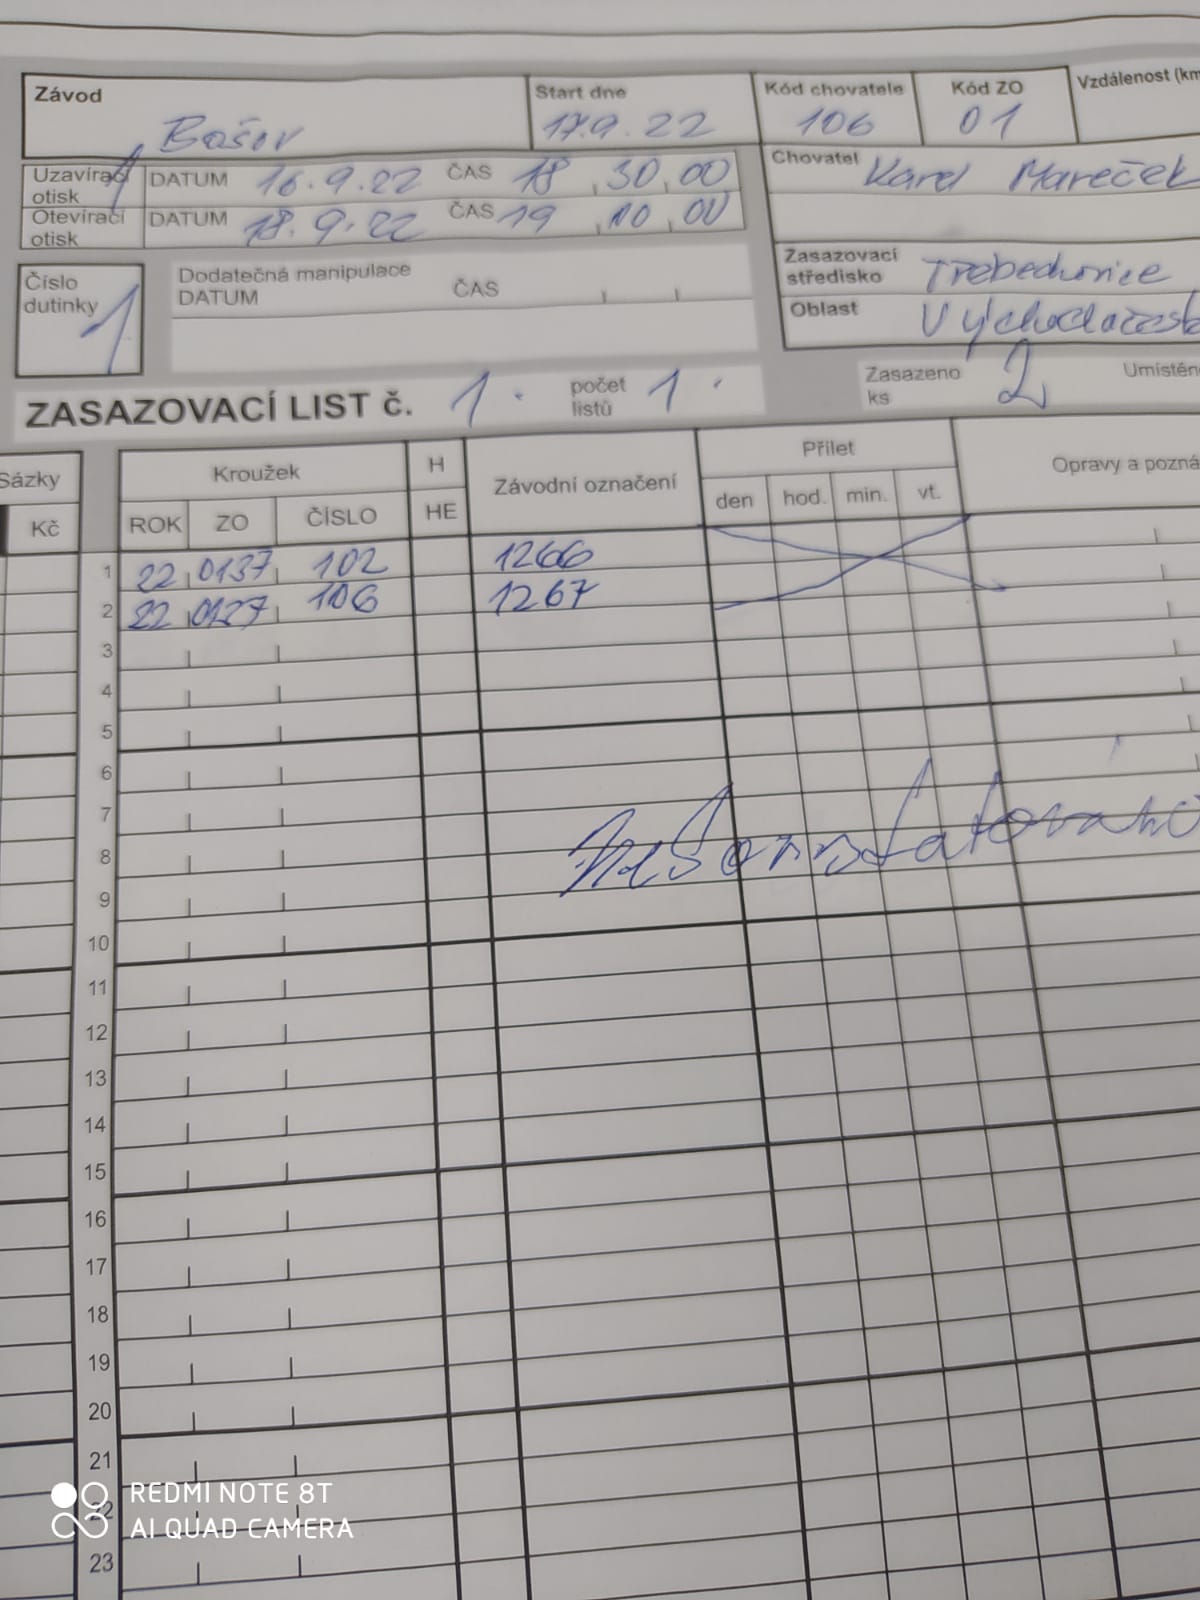 Závod Bošov Start dne 17.9.22 Kód chovatele 106 Kód ZO 01 Vzdálenost (km
Uzavírací otisk DATUM 16.9.22 ČAS 18,30,00
Otevírací otisk DATUM 18.9.22 ČAS 19,10,00
Chovatel Karel Mareček
Číslo dutinky 1
Dodatečná manipulace
DATUM ČAS
Zasazovací středisko
Oblast
ZASAZOVACÍ LIST č. 1. počet listů 1. Zasazeno ks 2 Umístěn
Sázky Kroužek H Závodní označení Přílet Opravy a pozná
Kč ROK ZO ČÍSLO HE den hod. min. vt.
1 22 0137 102 1266
2 22 0127 106 1267
3
4
5
6
7
8
9
10
11
12
13
14
15
16
17
18
19
20
21
22
23
REDMI NOTE 8T
AI QUAD CAMERA